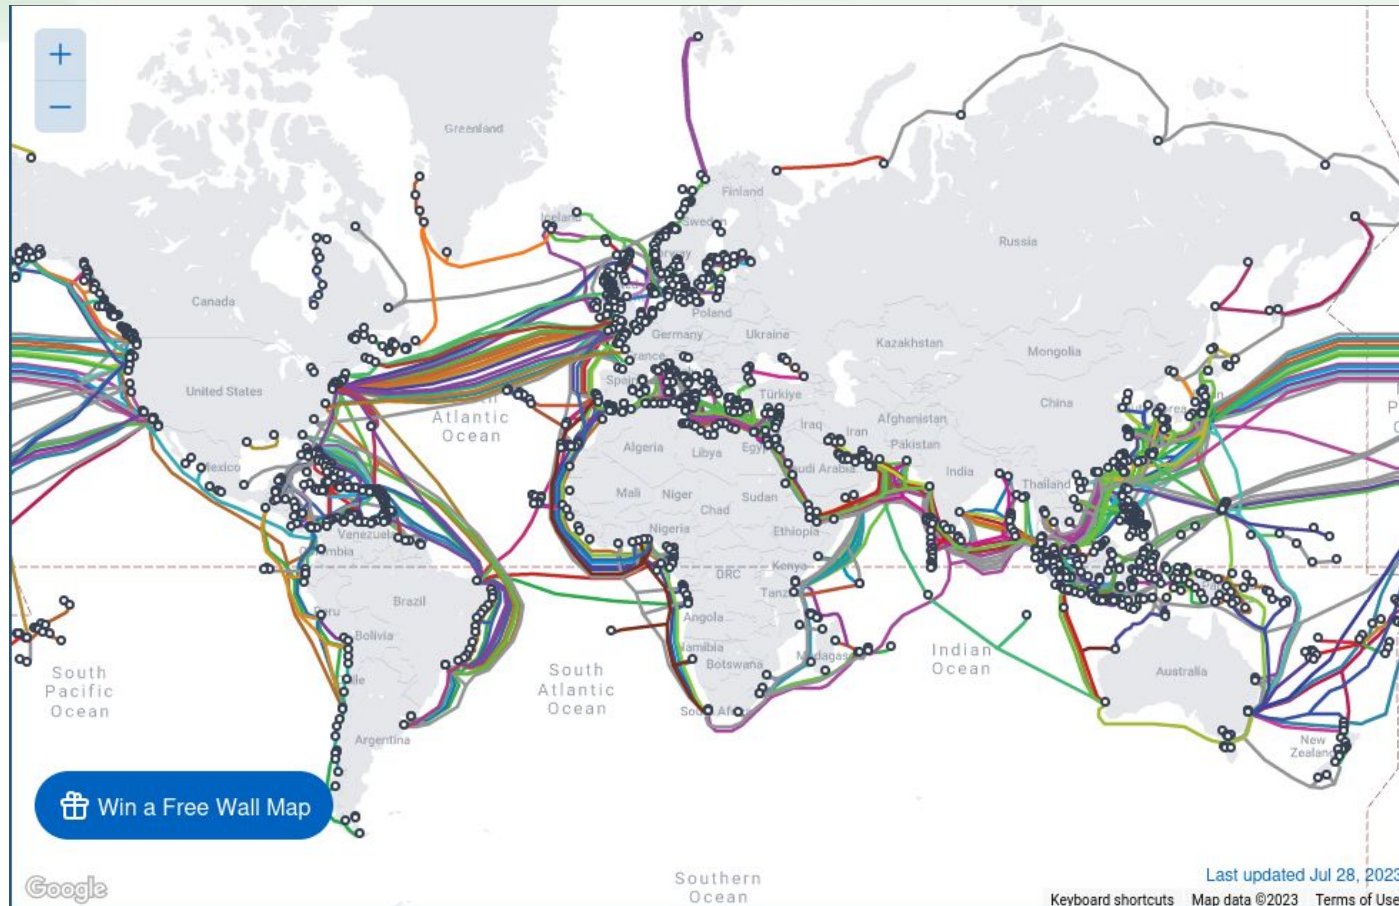 +
−
Greenland
Iceland
Finland
Sweden
Russia
Canada
Poland
Germany
Ukraine
Kazakhstan
Mongolia
United States
Spain
Türkiye
China
Atlantic
Ocean
Afghanistan
Iraq
Iran
Pakistan
Algeria
Libya
Saudi Arabia
India
Thailand
Mexico
Mali
Niger
Sudan
Chad
Venezuela
Nigeria
Ethiopia
DRC
Kenya
Brazil
Angola
Bolivia
Namibia
Botswana
Indian
Ocean
South
Pacific
Ocean
South
Atlantic
Ocean
Australia
Argentina
New
Zealand
Win a Free Wall Map
Southern
Ocean
Google
Last updated Jul 28, 2023
Keyboard shortcuts Map data ©2023 Terms of Use